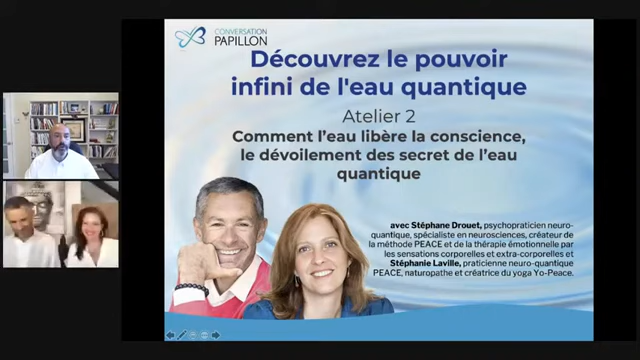 CONVERSATION
PAPILLON
Découvrez le pouvoir
infini de l'eau quantique
Atelier 2
Comment l'eau libère la conscience,
le dévoilement des secret de l'eau
quantique
avec Stéphane Drouet, psychopraticien neuro-
quantique, spécialiste en neurosciences, créateur de
la méthode PEACE et de la thérapie émotionnelle par
les sensations corporelles et extra-corporelles et
Stéphanie Laville, praticienne neuro-quantique
PEACE, naturopathe et créatrice du yoga Yo-Peace.